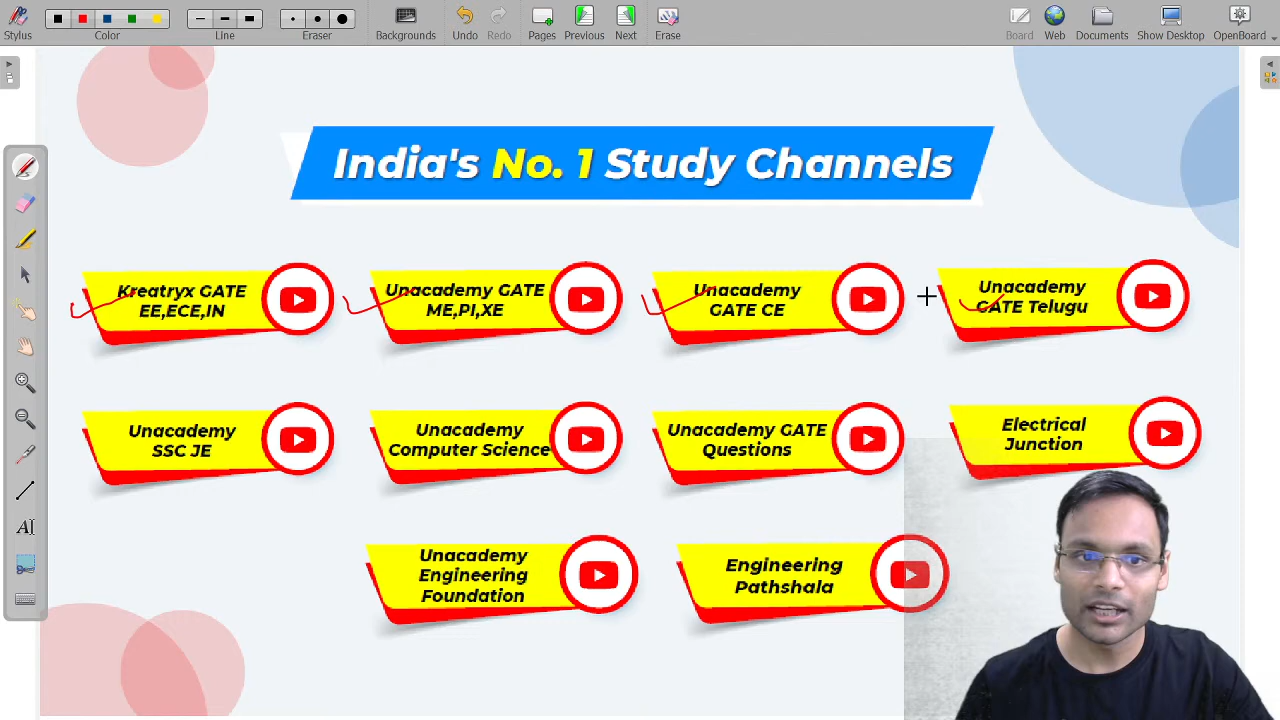 Stylus
Color
Line
Eraser
Backgrounds
Undo
Redo
Pages
Previous
Next
Erase
Board
Web
Documents
Show Desktop
OpenBoard
India's No. 1 Study Channels
Kreatryx GATE
EE,ECE,IN
Unacademy GATE
ME,PI,XE
Unacademy
GATE CE
Unacademy
GATE Telugu
Unacademy
SSC JE
Unacademy
Computer Science
Unacademy GATE
Questions
Electrical
Junction
Unacademy
Engineering
Foundation
Engineering
Pathshala
AI